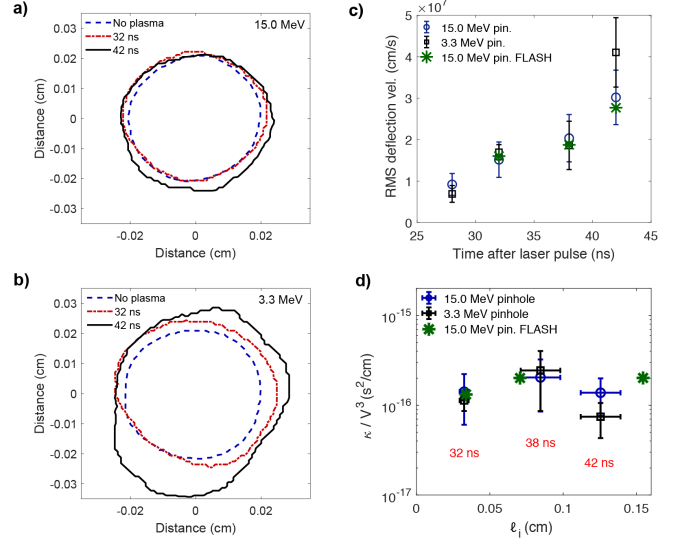 a)
15.0 MeV
No plasma
32 ns
42 ns
0.03
0.02
0.01
0
-0.01
-0.02
-0.03
Distance (cm)
-0.02
0
0.02
Distance (cm)
b)
3.3 MeV
No plasma
32 ns
42 ns
0.03
0.02
0.01
0
-0.01
-0.02
-0.03
Distance (cm)
-0.02
0
0.02
Distance (cm)
c)
×10⁷
15.0 MeV pin.
3.3 MeV pin.
15.0 MeV pin. FLASH
5
4
3
2
1
0
RMS deflection vel. (cm/s)
25
30
35
40
45
Time after laser pulse (ns)
d)
15.0 MeV pinhole
3.3 MeV pinhole
15.0 MeV pin. FLASH
10⁻¹⁵
10⁻¹⁶
10⁻¹⁷
κ / V³ (s²/cm)
32 ns
38 ns
42 ns
0
0.05
0.1
0.15
ℓᵢ (cm)